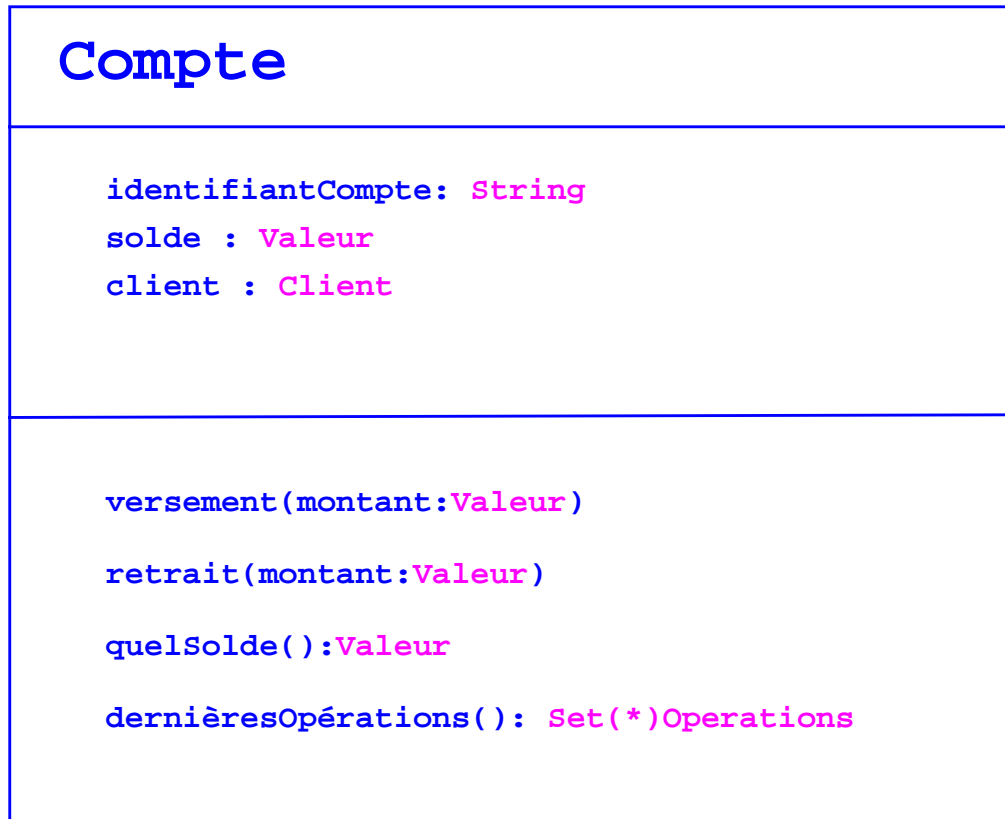 Compte
identifiantCompte: String
solde : Valeur
client : Client
versement(montant:Valeur)
retrait(montant:Valeur)
quelSolde():Valeur
dernièresOpérations(): Set(*)Operations